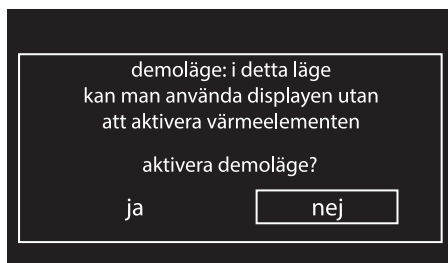 demoläge: i detta läge
kan man använda displayen utan
att aktivera värmeelementen
aktivera demoläge?
ja
nej